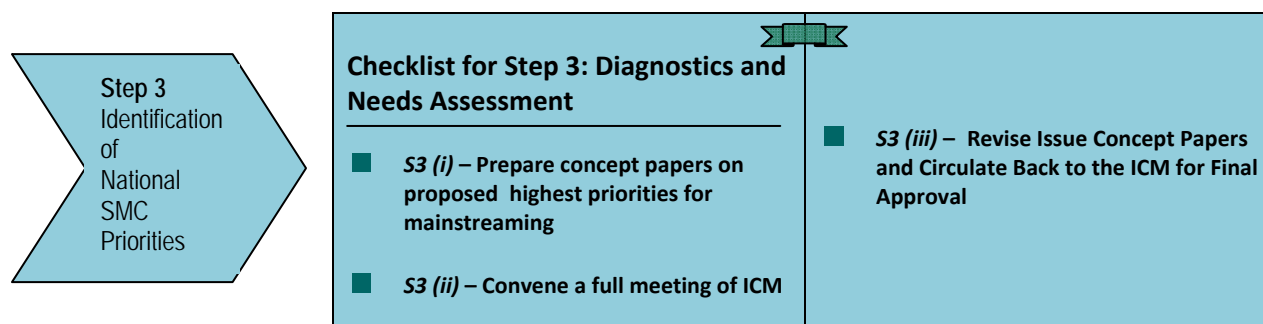 Step 3
Identification
of
National
SMC
Priorities
Checklist for Step 3: Diagnostics and
Needs Assessment
S3 (i) – Prepare concept papers on
proposed highest priorities for
mainstreaming
S3 (ii) – Convene a full meeting of ICM
S3 (iii) – Revise Issue Concept Papers
and Circulate Back to the ICM for Final
Approval